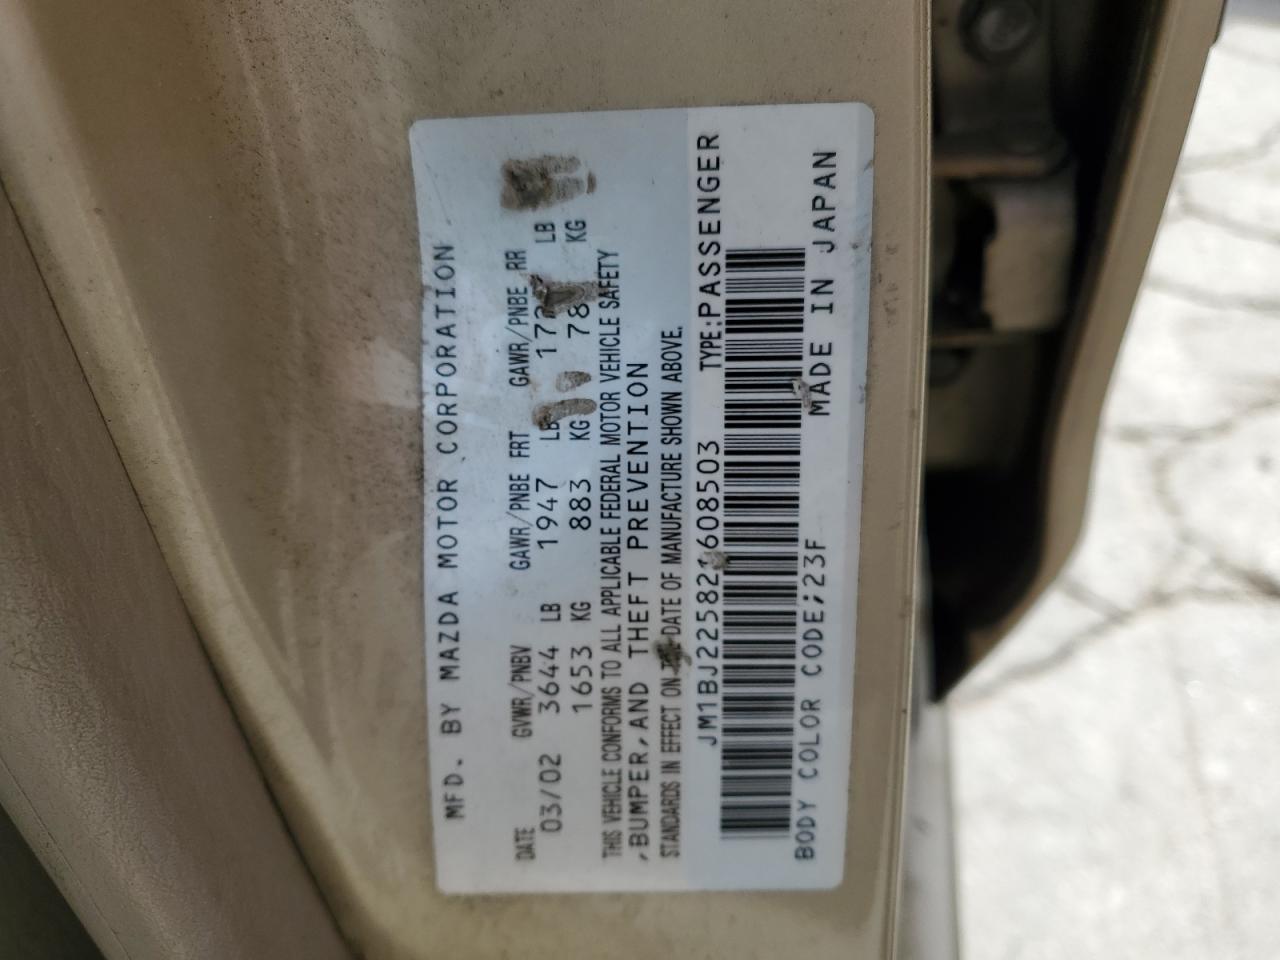 MFD. BY MAZDA MOTOR CORPORATION
DATE GVWR/PNBV GAWR/PNBE FRT GAWR/PNBE RR
03/02 3644 LB 1947 LB LB
1653 KG 883 KG KG
THIS VEHICLE CONFORMS TO ALL APPLICABLE FEDERAL MOTOR VEHICLE SAFETY
,BUMPER,AND THEFT PREVENTION
STANDARDS IN EFFECT ON THE DATE OF MANUFACTURE SHOWN ABOVE.
JM1BJ225821608503 TYPE:PASSENGER
BODY COLOR CODE;23F MADE IN JAPAN